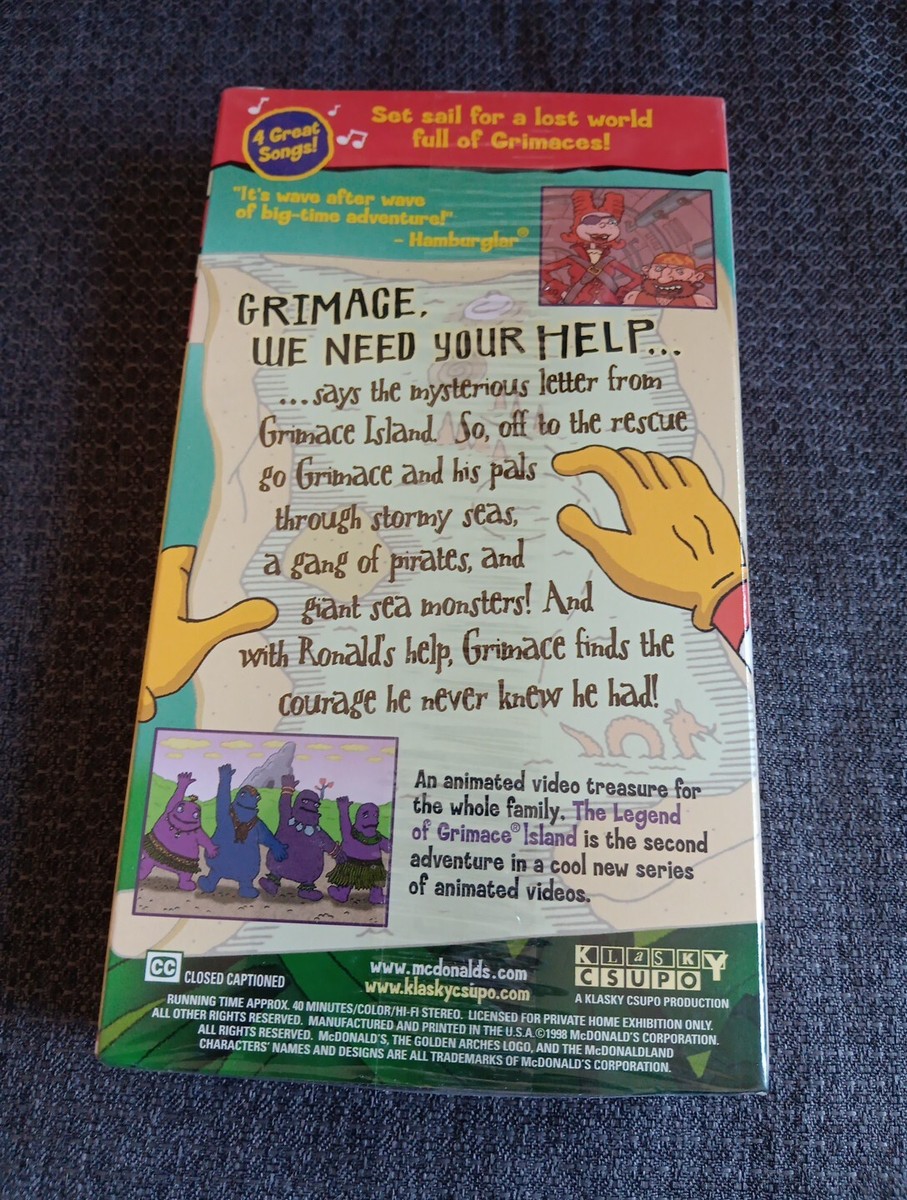 4 Great
Songs!
Set sail for a lost world
full of Grimaces!
"It's wave after wave
of big-time adventure!"
- Hamburglar®
GRIMACE,
WE NEED YOUR HELP...
...says the mysterious letter from
Grimace Island. So, off to the rescue
go Grimace and his pals
through stormy seas,
a gang of pirates, and
giant sea monsters! And
with Ronald's help, Grimace finds the
courage he never knew he had!
An animated video treasure for
the whole family. The Legend
of Grimace® Island is the second
adventure in a cool new series
of animated videos.
CC CLOSED CAPTIONED
www.mcdonalds.com
www.klaskycsupo.com
KLaSKY
CSUPO
A KLASKY CSUPO PRODUCTION
RUNNING TIME APPROX. 40 MINUTES/COLOR/HI-FI STEREO. LICENSED FOR PRIVATE HOME EXHIBITION ONLY.
ALL OTHER RIGHTS RESERVED. MANUFACTURED AND PRINTED IN THE U.S.A. ©1998 McDONALD'S CORPORATION.
ALL RIGHTS RESERVED. McDONALD'S, THE GOLDEN ARCHES LOGO, AND THE McDONALDLAND
CHARACTERS' NAMES AND DESIGNS ARE ALL TRADEMARKS OF McDONALD'S CORPORATION.